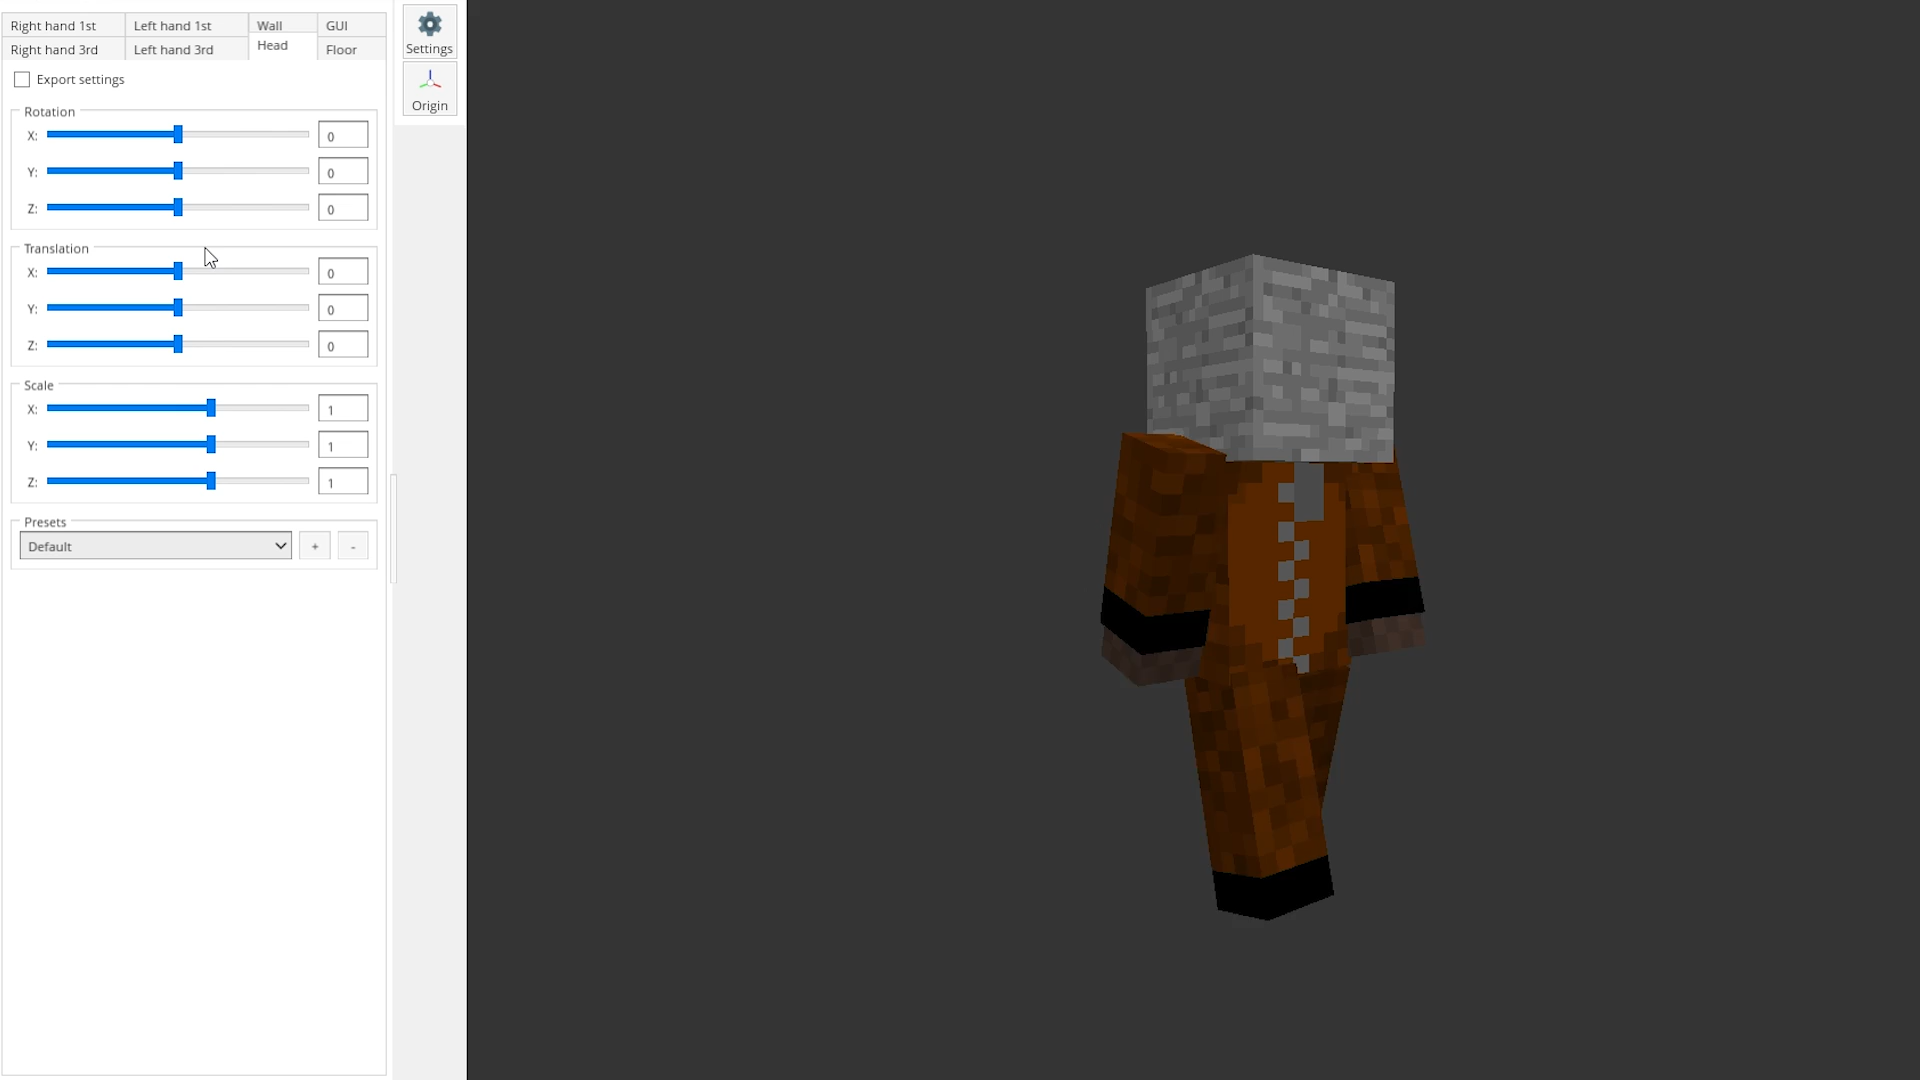 Right hand 1st Left hand 1st Wall GUI
Right hand 3rd Left hand 3rd Head Floor
Export settings
Rotation
X: 0
Y: 0
Z: 0
Translation
X: 0
Y: 0
Z: 0
Scale
X: 1
Y: 1
Z: 1
Presets
Default + -
Settings
Origin